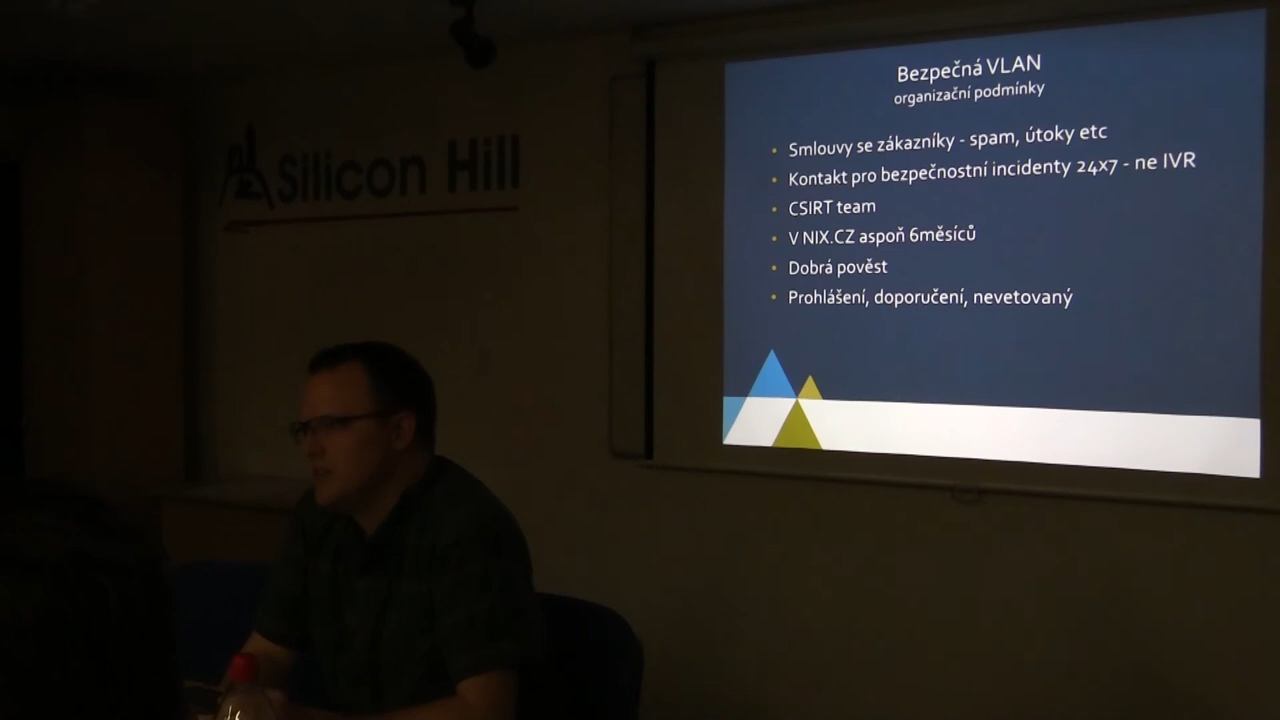 Silicon Hill
Bezpečná VLAN
organizační podmínky
Smlouvy se zákazníky - spam, útoky etc
Kontakt pro bezpečnostní incidenty 24x7 - ne IVR
CSIRT team
V NIX.CZ aspoň 6měsíců
Dobrá pověst
Prohlášení, doporučení, nevetovaný